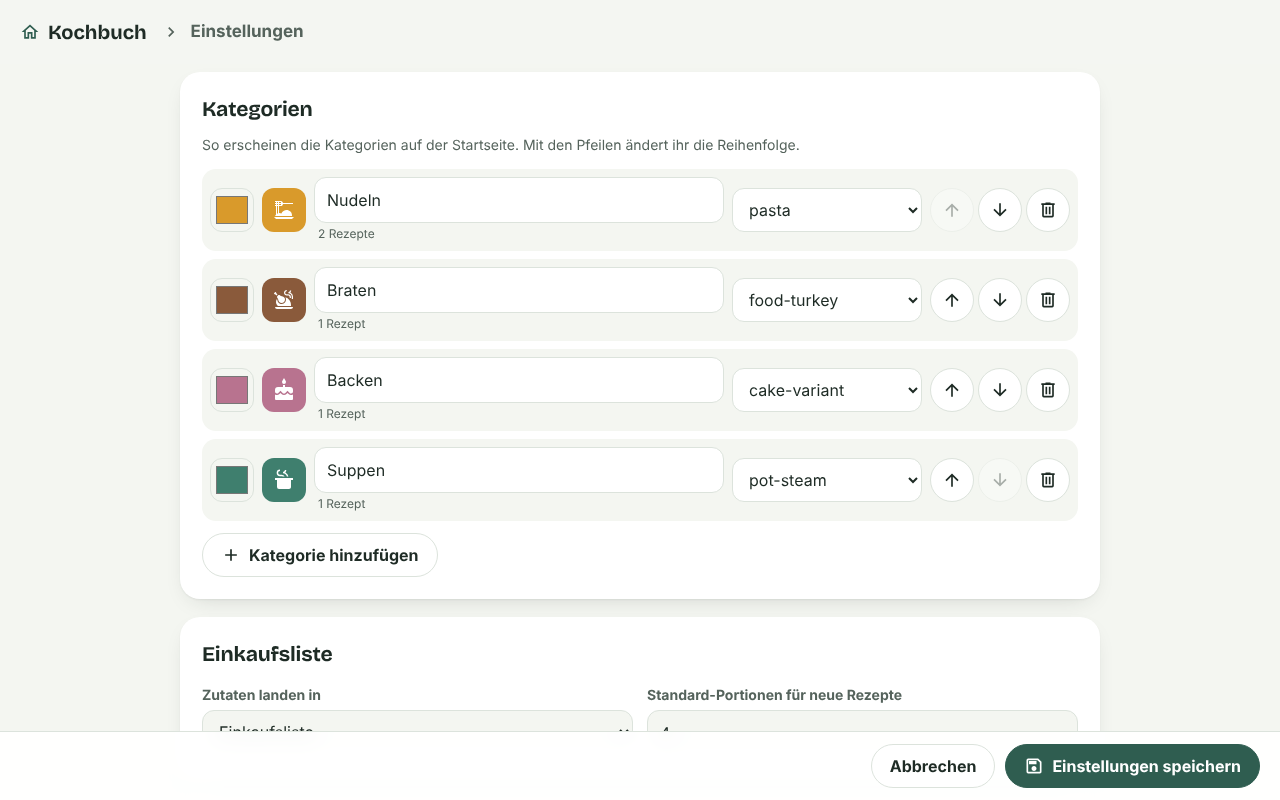 Kochbuch > Einstellungen
Kategorien
So erscheinen die Kategorien auf der Startseite. Mit den Pfeilen ändert ihr die Reihenfolge.
Nudeln pasta
2 Rezepte
Braten food-turkey
1 Rezept
Backen cake-variant
1 Rezept
Suppen pot-steam
1 Rezept
Kategorie hinzufügen
Einkaufsliste
Zutaten landen in Standard-Portionen für neue Rezepte
Einkaufsliste 4
Abbrechen Einstellungen speichern